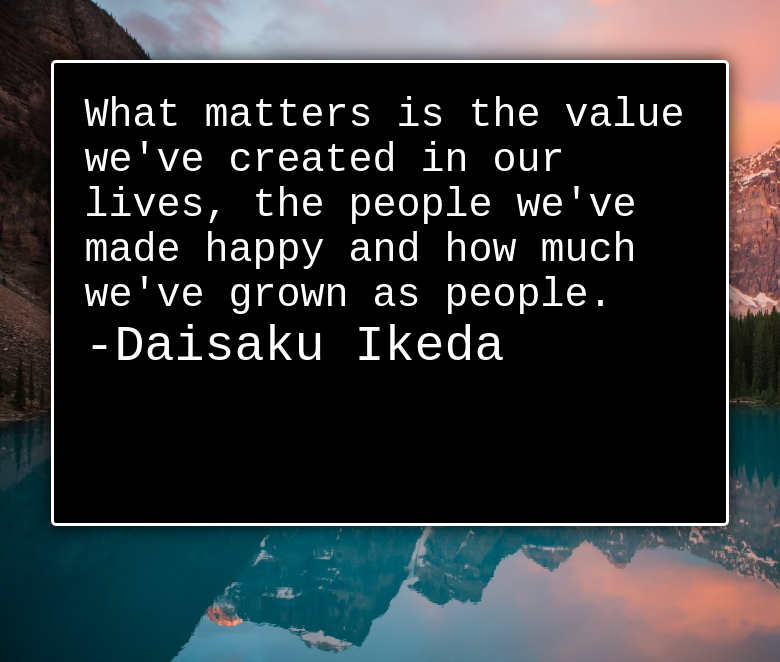 What matters is the value
we've created in our
lives, the people we've
made happy and how much
we've grown as people.
-Daisaku Ikeda